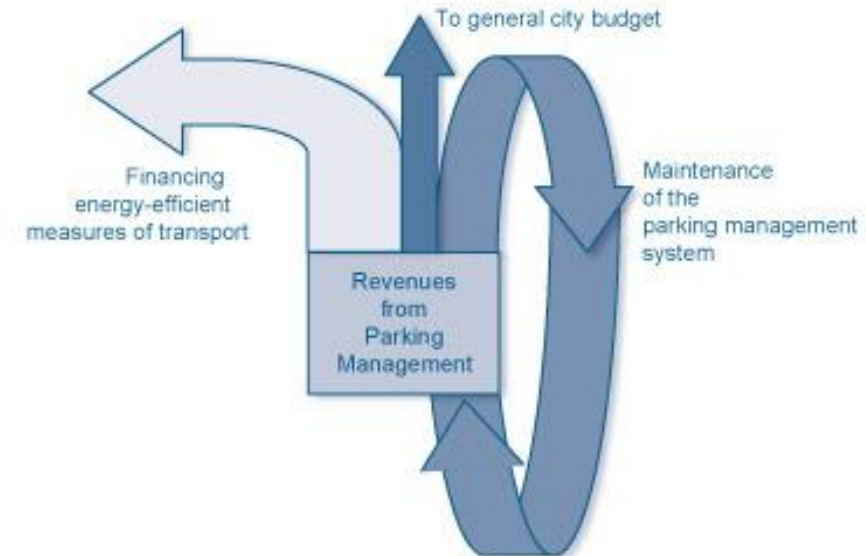 To general city budget
Financing
energy-efficient
measures of transport
Maintenance
of the
parking management
system
Revenues
from
Parking
Management